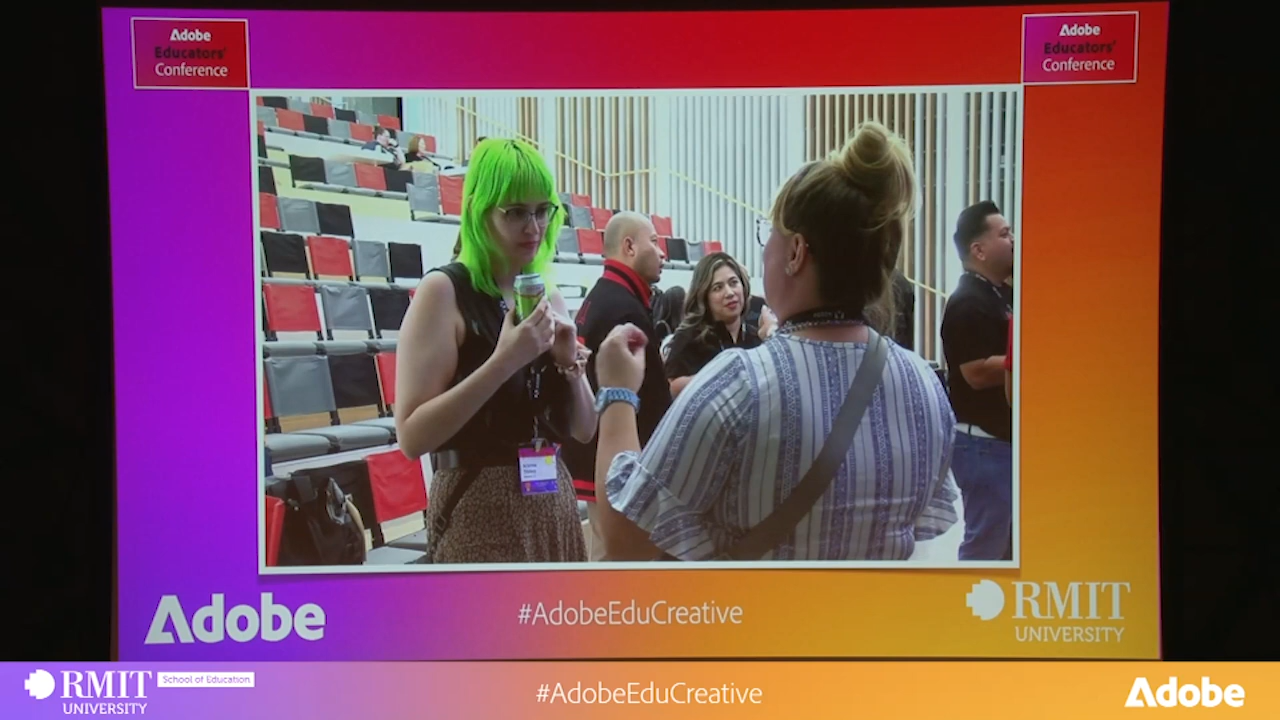 Adobe
Educators'
Conference
Adobe
Educators'
Conference
Adobe
#AdobeEduCreative
RMIT
UNIVERSITY
RMIT
UNIVERSITY
School of Education
#AdobeEduCreative
Adobe